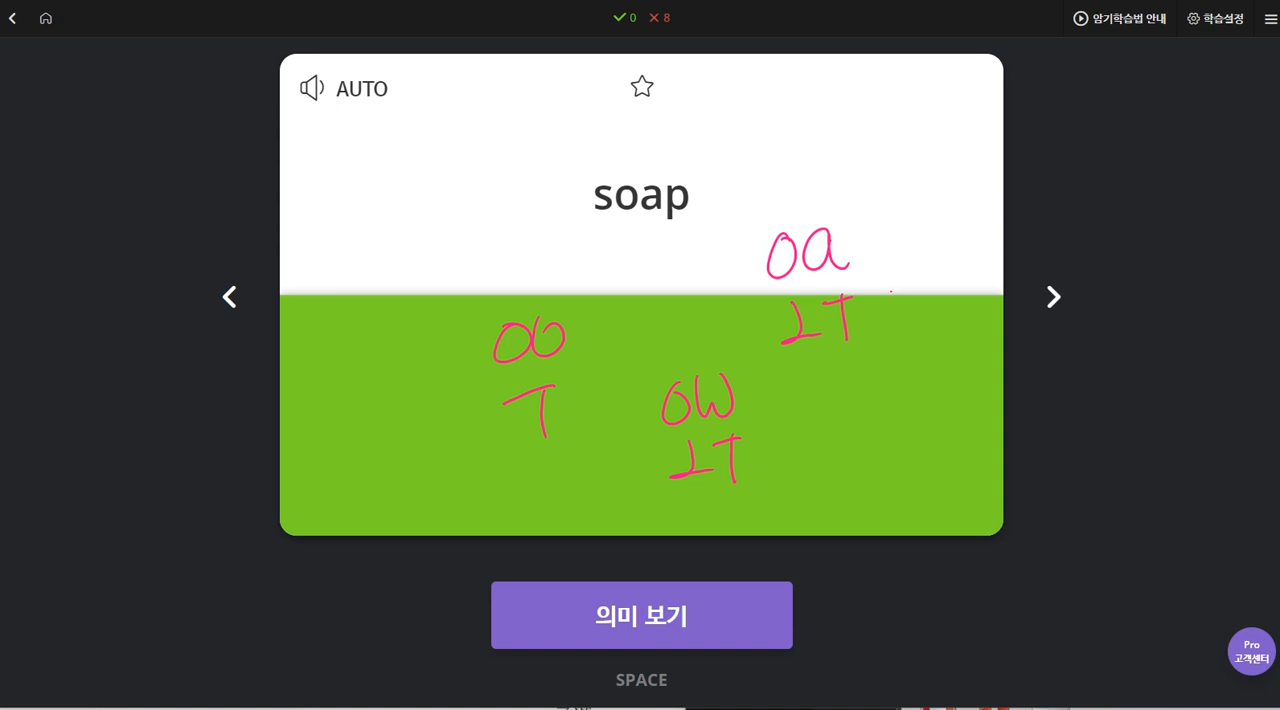 0 8 암기학습법 안내 학습설정
AUTO
soap
oa
ㅗㅜ
oo
ㅜ
ow
ㅗㅜ
의미 보기
Pro
고객센터
SPACE